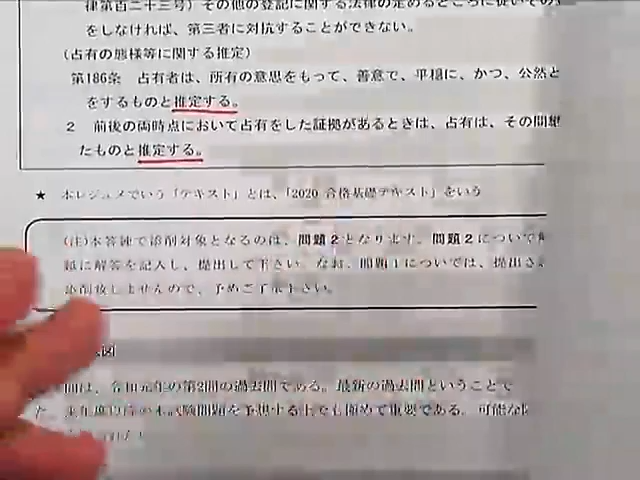 律第百二十三号）その他の登記に関する法律の定めるところに従いその
をしなければ、第三者に対抗することができない。
（占有の態様等に関する推定）
第186条　占有者は、所有の意思をもって、善意で、平穏に、かつ、公然と
をするものと推定する。
２　前後の両時点において占有をした証拠があるときは、占有は、その間継
たものと推定する。
★　本レジュメでいう「テキスト」とは、「2020 合格基礎テキスト」をいう
(注)本答練で添削対象となるのは、問題２となります。問題２について
題に解答を記入し、提出して下さい。なお、問題１については、提出さ
添削致しませんので、予めご了承下さい。
図
問は、令和元年の第2問の過去問である。最新の過去問ということで
験問題を予想する上でも極めて重要である。可能な